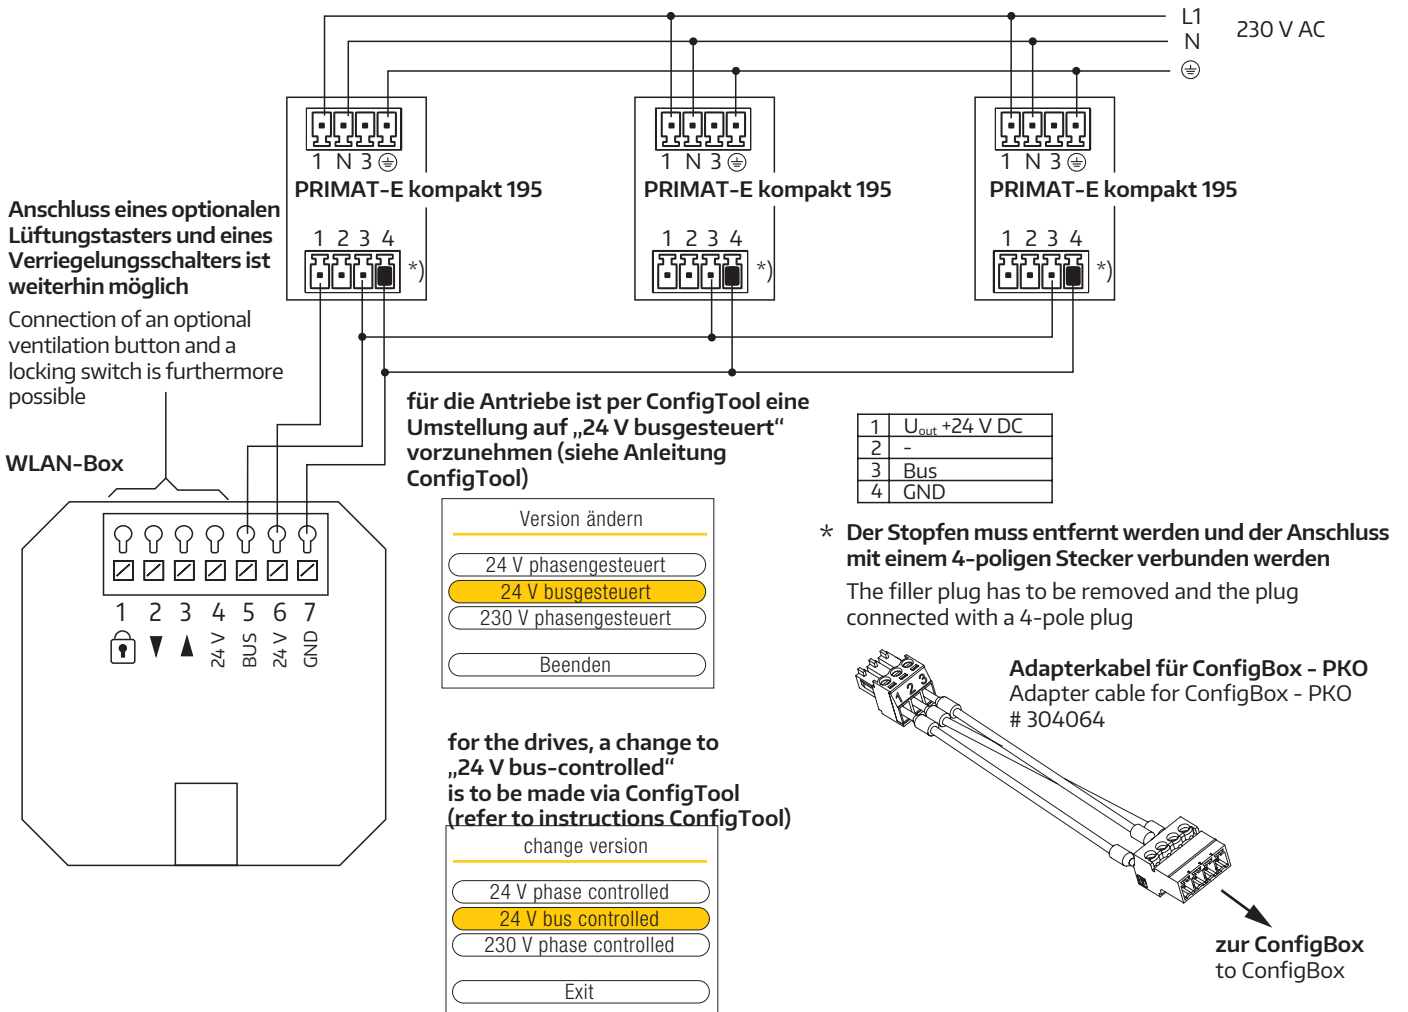 L1
N
230 V AC
1 N 3
PRIMAT-E kompakt 195
1 2 3 4
*)
1 N 3
PRIMAT-E kompakt 195
1 2 3 4
*)
1 N 3
PRIMAT-E kompakt 195
1 2 3 4
*)
Anschluss eines optionalen
Lüftungstasters und eines
Verriegelungsschalters ist
weiterhin möglich
Connection of an optional
ventilation button and a
locking switch is furthermore
possible
WLAN-Box
1 2 3 4 5 6 7
24 V
BUS
24 V
GND
für die Antriebe ist per ConfigTool eine
Umstellung auf „24 V busgesteuert“
vorzunehmen (siehe Anleitung
ConfigTool)
Version ändern
24 V phasengesteuert
24 V busgesteuert
230 V phasengesteuert
Beenden
for the drives, a change to
„24 V bus-controlled“
is to be made via ConfigTool
(refer to instructions ConfigTool)
change version
24 V phase controlled
24 V bus controlled
230 V phase controlled
Exit
1 Uout +24 V DC
2 -
3 Bus
4 GND
* Der Stopfen muss entfernt werden und der Anschluss
mit einem 4-poligen Stecker verbunden werden
The filler plug has to be removed and the plug
connected with a 4-pole plug
1 2 3
Adapterkabel für ConfigBox - PKO
Adapter cable for ConfigBox - PKO
# 304064
zur ConfigBox
to ConfigBox